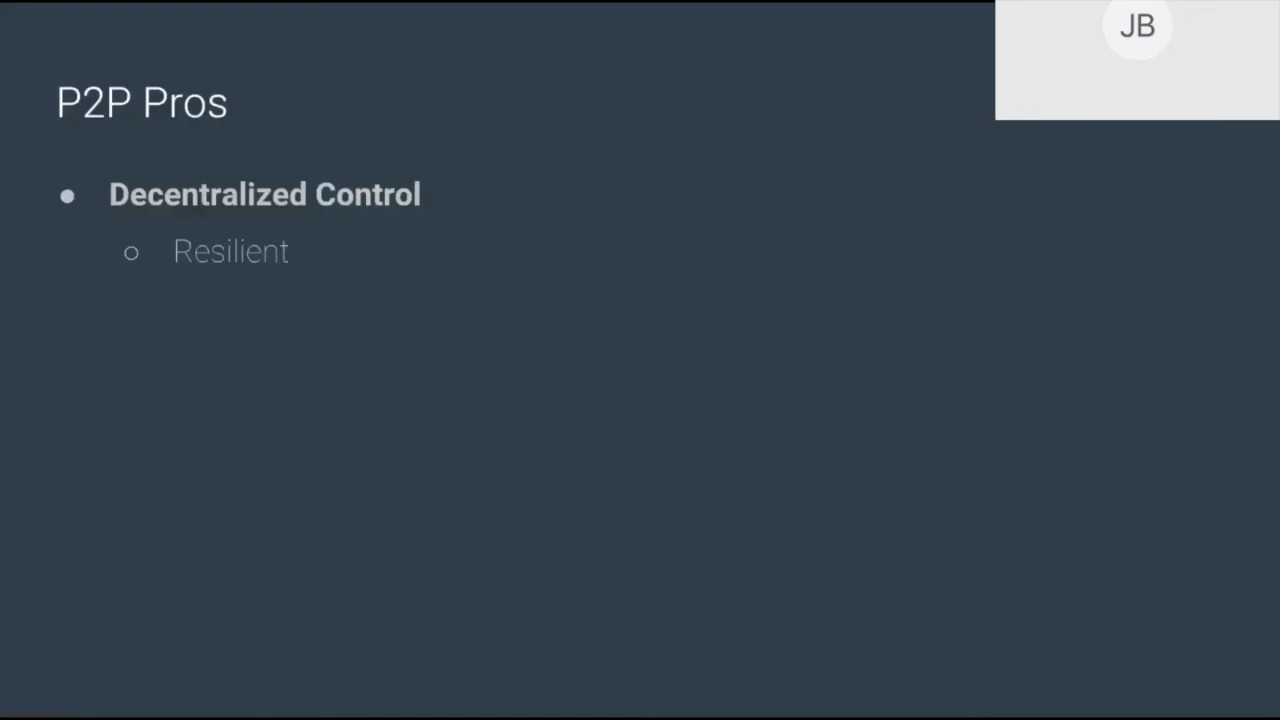 JB
P2P Pros
● Decentralized Control
○ Resilient